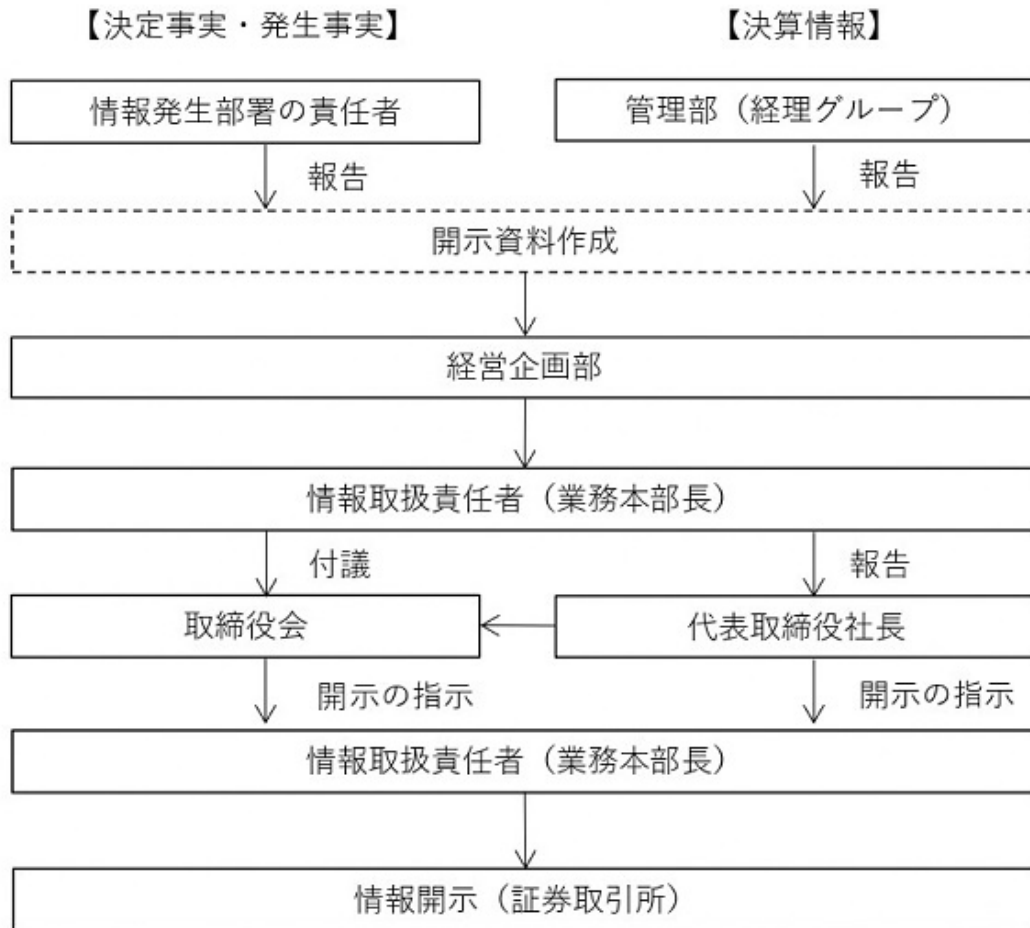 【決定事実・発生事実】
【決算情報】
情報発生部署の責任者
管理部（経理グループ）
報告
報告
開示資料作成
経営企画部
情報取扱責任者（業務本部長）
付議
報告
取締役会
代表取締役社長
開示の指示
開示の指示
情報取扱責任者（業務本部長）
情報開示（証券取引所）